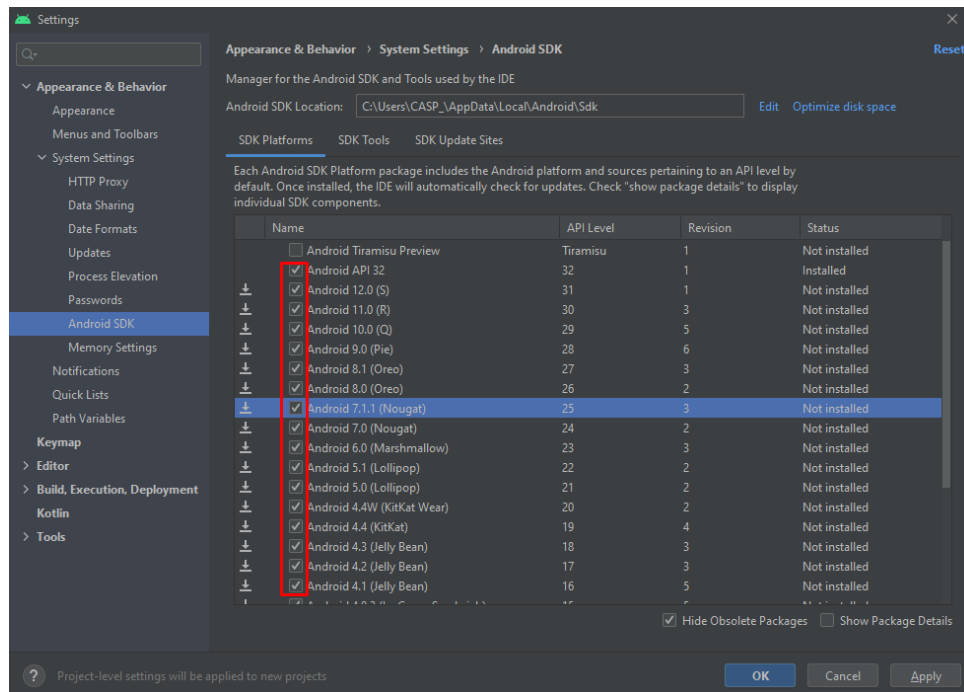 Settings
Appearance & Behavior > System Settings > Android SDK
Reset
Manager for the Android SDK and Tools used by the IDE
Android SDK Location: C:\Users\CASP_\AppData\Local\Android\Sdk Edit Optimize disk space
SDK Platforms SDK Tools SDK Update Sites
Each Android SDK Platform package includes the Android platform and sources pertaining to an API level by
default. Once installed, the IDE will automatically check for updates. Check "show package details" to display
individual SDK components.
Appearance & Behavior
Appearance
Menus and Toolbars
System Settings
HTTP Proxy
Data Sharing
Date Formats
Updates
Process Elevation
Passwords
Android SDK
Memory Settings
Notifications
Quick Lists
Path Variables
Keymap
Editor
Build, Execution, Deployment
Kotlin
Tools
Name API Level Revision Status
Android Tiramisu Preview Tiramisu 1 Not installed
Android API 32 32 1 Installed
Android 12.0 (S) 31 1 Not installed
Android 11.0 (R) 30 3 Not installed
Android 10.0 (Q) 29 5 Not installed
Android 9.0 (Pie) 28 6 Not installed
Android 8.1 (Oreo) 27 3 Not installed
Android 8.0 (Oreo) 26 2 Not installed
Android 7.1.1 (Nougat) 25 3 Not installed
Android 7.0 (Nougat) 24 2 Not installed
Android 6.0 (Marshmallow) 23 3 Not installed
Android 5.1 (Lollipop) 22 2 Not installed
Android 5.0 (Lollipop) 21 2 Not installed
Android 4.4W (KitKat Wear) 20 2 Not installed
Android 4.4 (KitKat) 19 4 Not installed
Android 4.3 (Jelly Bean) 18 3 Not installed
Android 4.2 (Jelly Bean) 17 3 Not installed
Android 4.1 (Jelly Bean) 16 5 Not installed
Hide Obsolete Packages Show Package Details
? Project-level settings will be applied to new projects
OK Cancel Apply